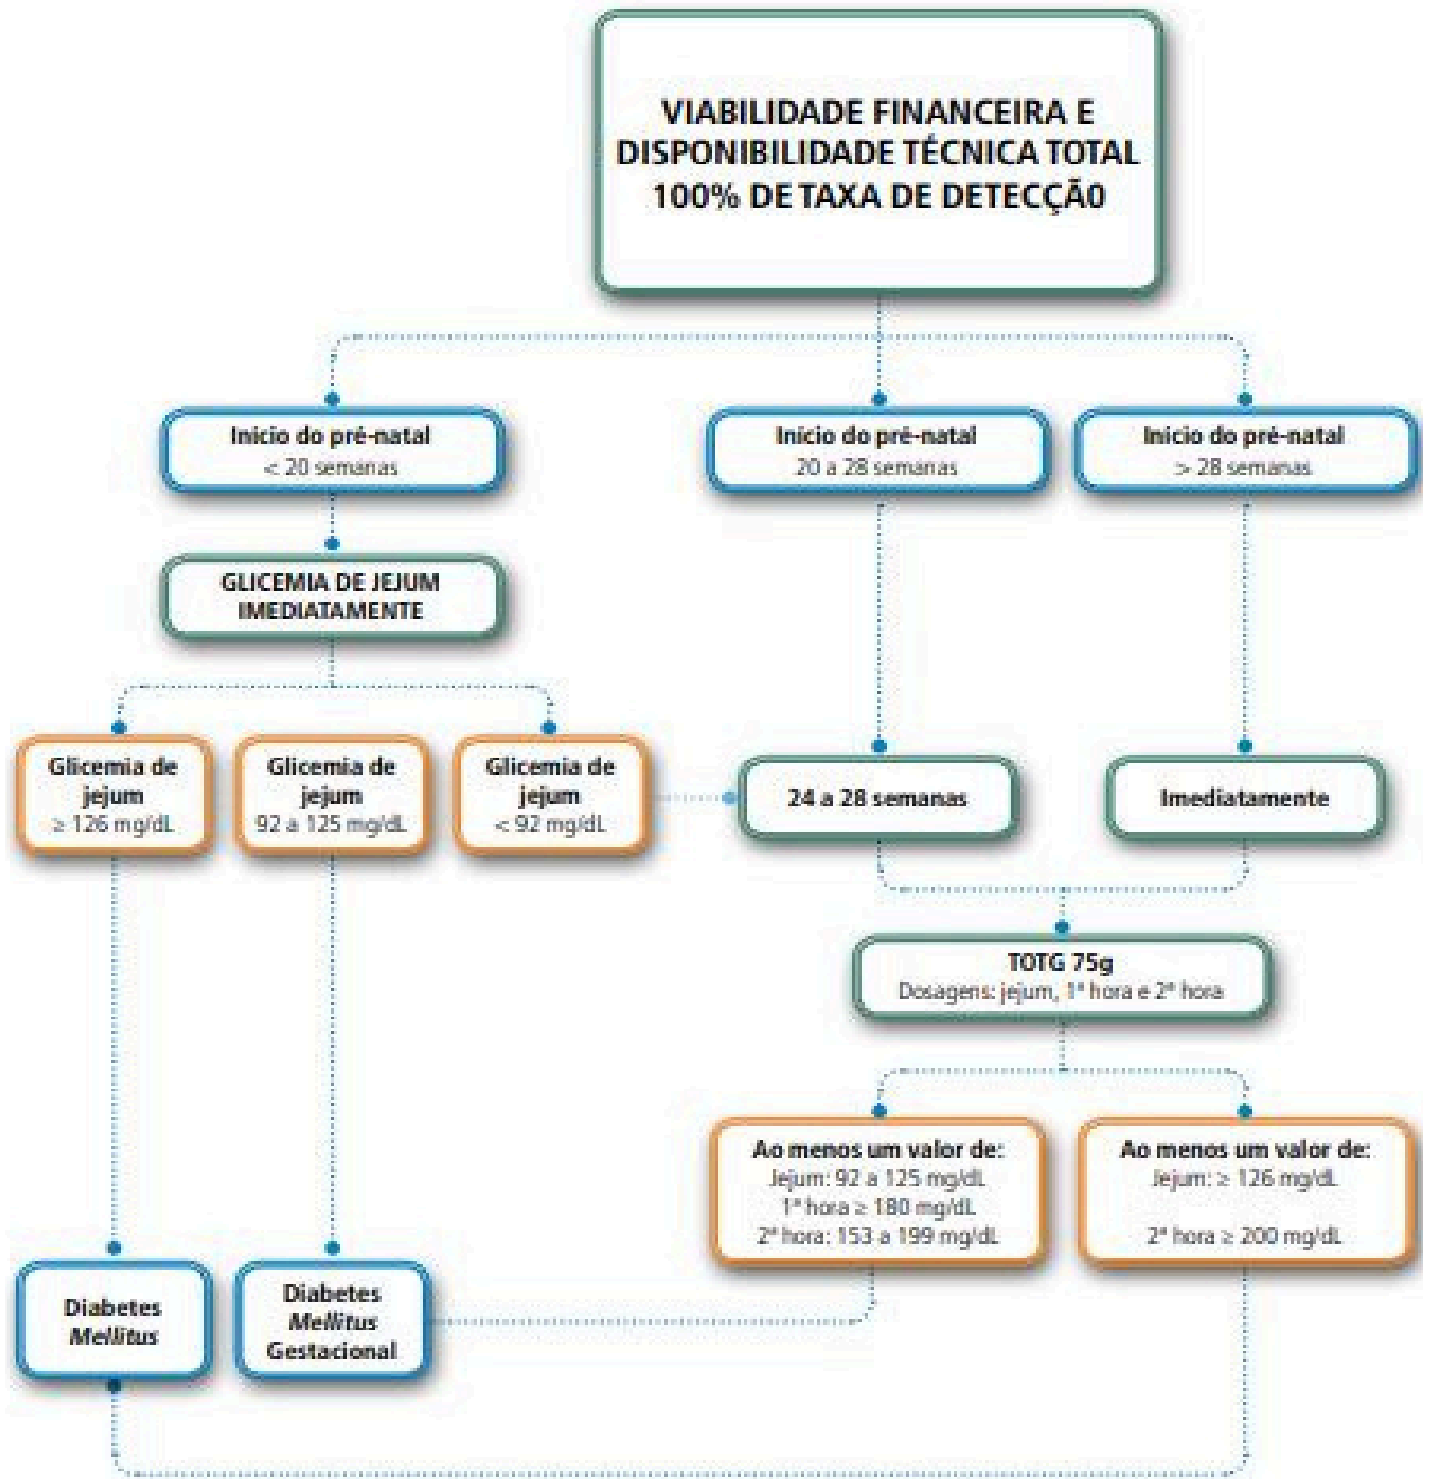 VIABILIDADE FINANCEIRA E
DISPONIBILIDADE TÉCNICA TOTAL
100% DE TAXA DE DETECÇÃ0
Início do pré-natal
< 20 semanas
Início do pré-natal
20 a 28 semanas
Início do pré-natal
> 28 semanas
GLICEMIA DE JEJUM
IMEDIATAMENTE
Glicemia de
jejum
≥ 126 mg/dL
Glicemia de
jejum
92 a 125 mg/dL
Glicemia de
jejum
< 92 mg/dL
24 a 28 semanas
Imediatamente
TOTG 75g
Dosagens: jejum, 1ª hora e 2ª hora
Ao menos um valor de:
Jejum: 92 a 125 mg/dL
1ª hora ≥ 180 mg/dL
2ª hora: 153 a 199 mg/dL
Ao menos um valor de:
Jejum: ≥ 126 mg/dL
2ª hora ≥ 200 mg/dL
Diabetes
Mellitus
Diabetes
Mellitus
Gestacional